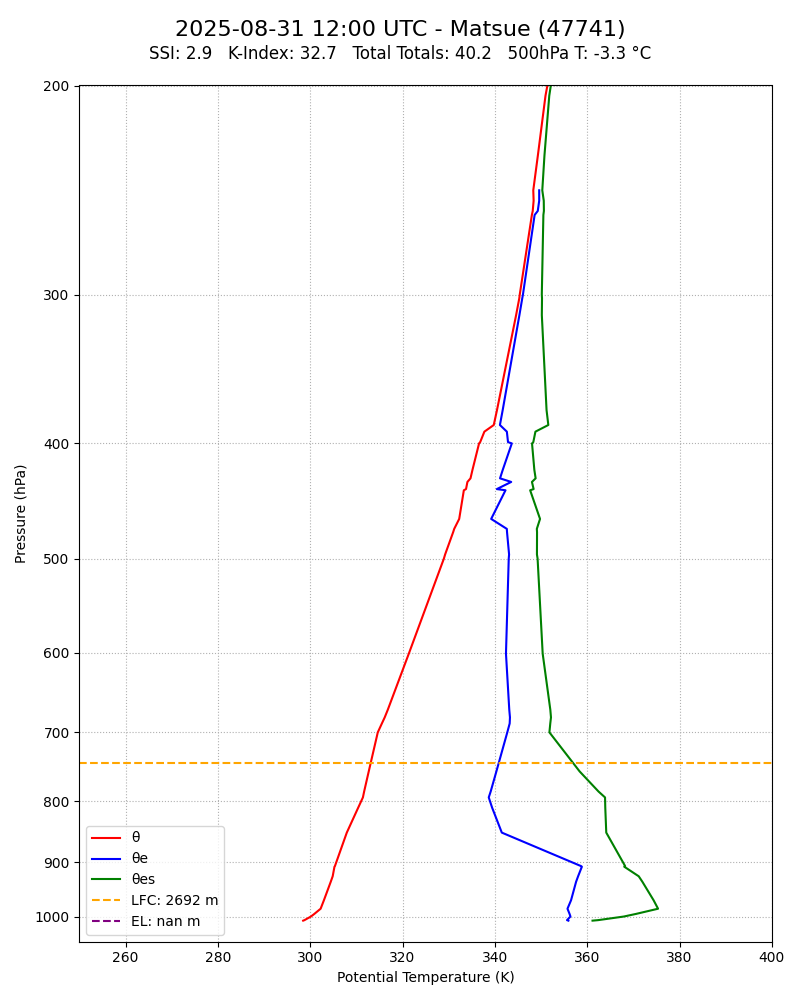 2025-08-31 12:00 UTC - Matsue (47741)
SSI: 2.9 K-Index: 32.7 Total Totals: 40.2 500hPa T: -3.3 °C
200
300
400
500
600
700
800
900
1000
Pressure (hPa)
θ
θe
θes
LFC: 2692 m
EL: nan m
260 280 300 320 340 360 380 400
Potential Temperature (K)